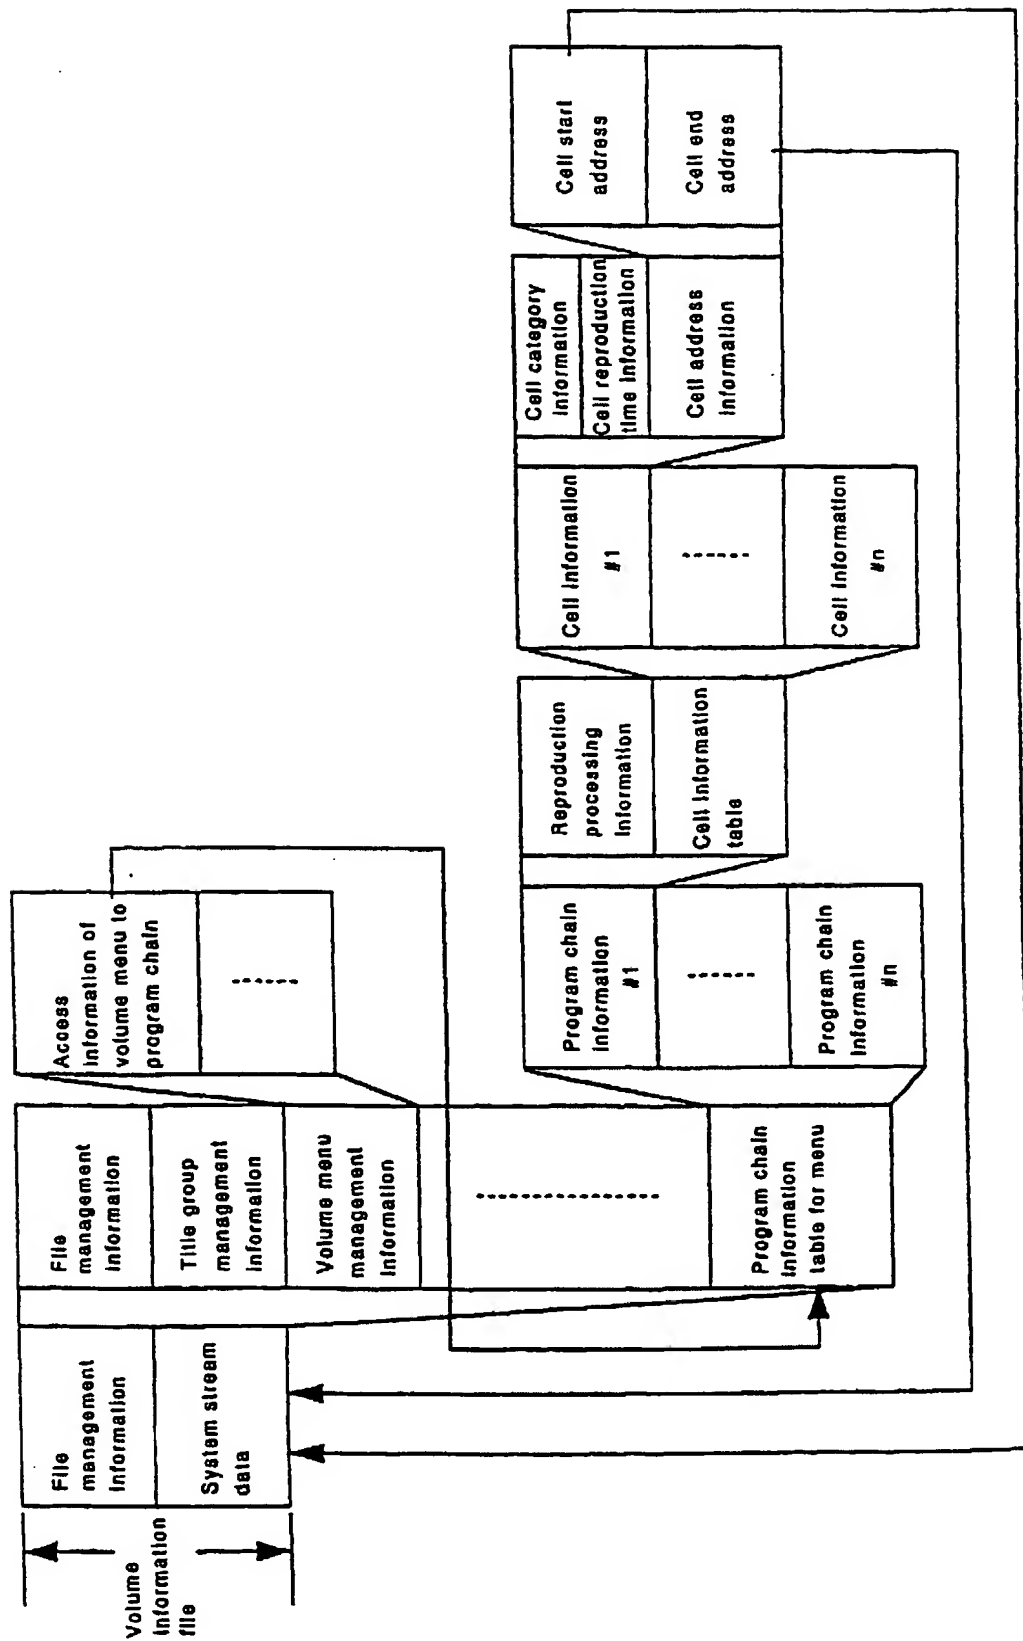 Volume
Information
file
File
management
Information
System stream
data
File
management
Information
Title group
management
Information
Volume menu
management
Information
Program chain
Information
table for menu
Access
Information of
volume menu to
program chain
Program chain
Information
#1
Program chain
Information
#n
Reproduction
processing
Information
Cell Information
table
Cell Information
#1
Cell Information
#n
Cell category
Information
Cell reproduction
time Information
Cell address
Information
Cell start
address
Cell end
address